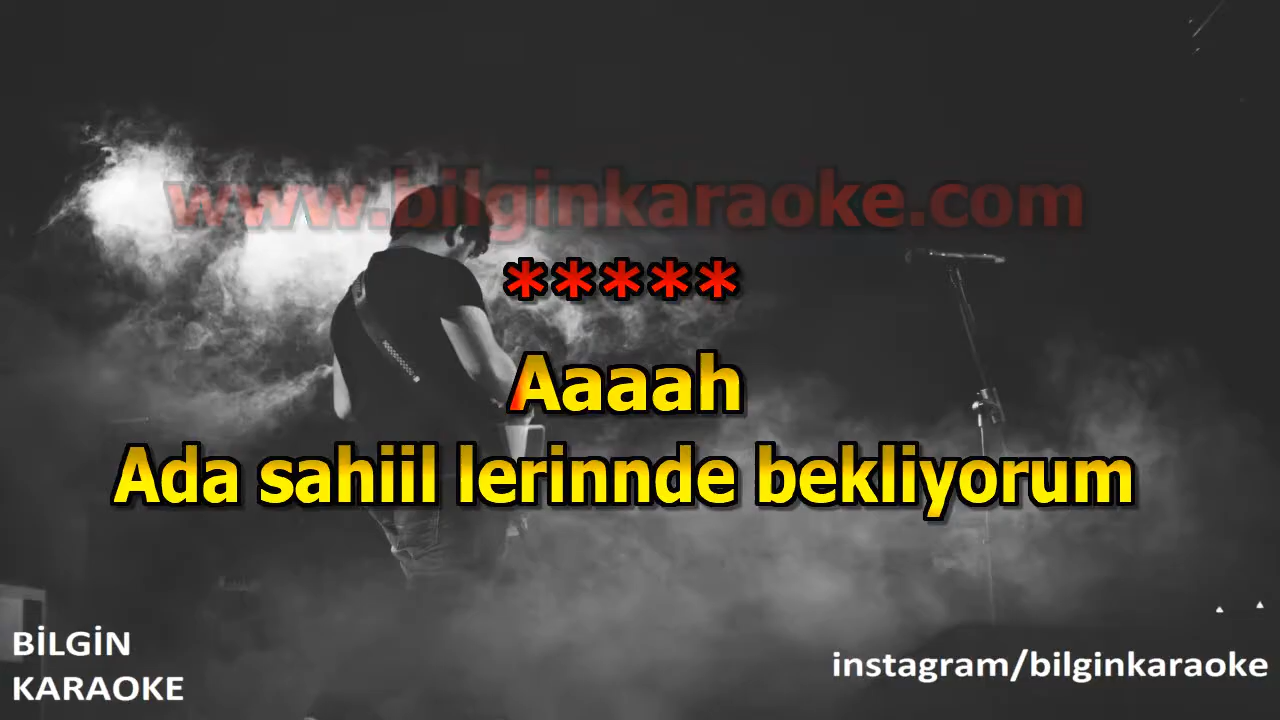 www.bilginkaraoke.com
*****
Aaaah
Ada sahiil lerinnde bekliyorum
BİLGİN
KARAOKE
instagram/bilginkaraoke